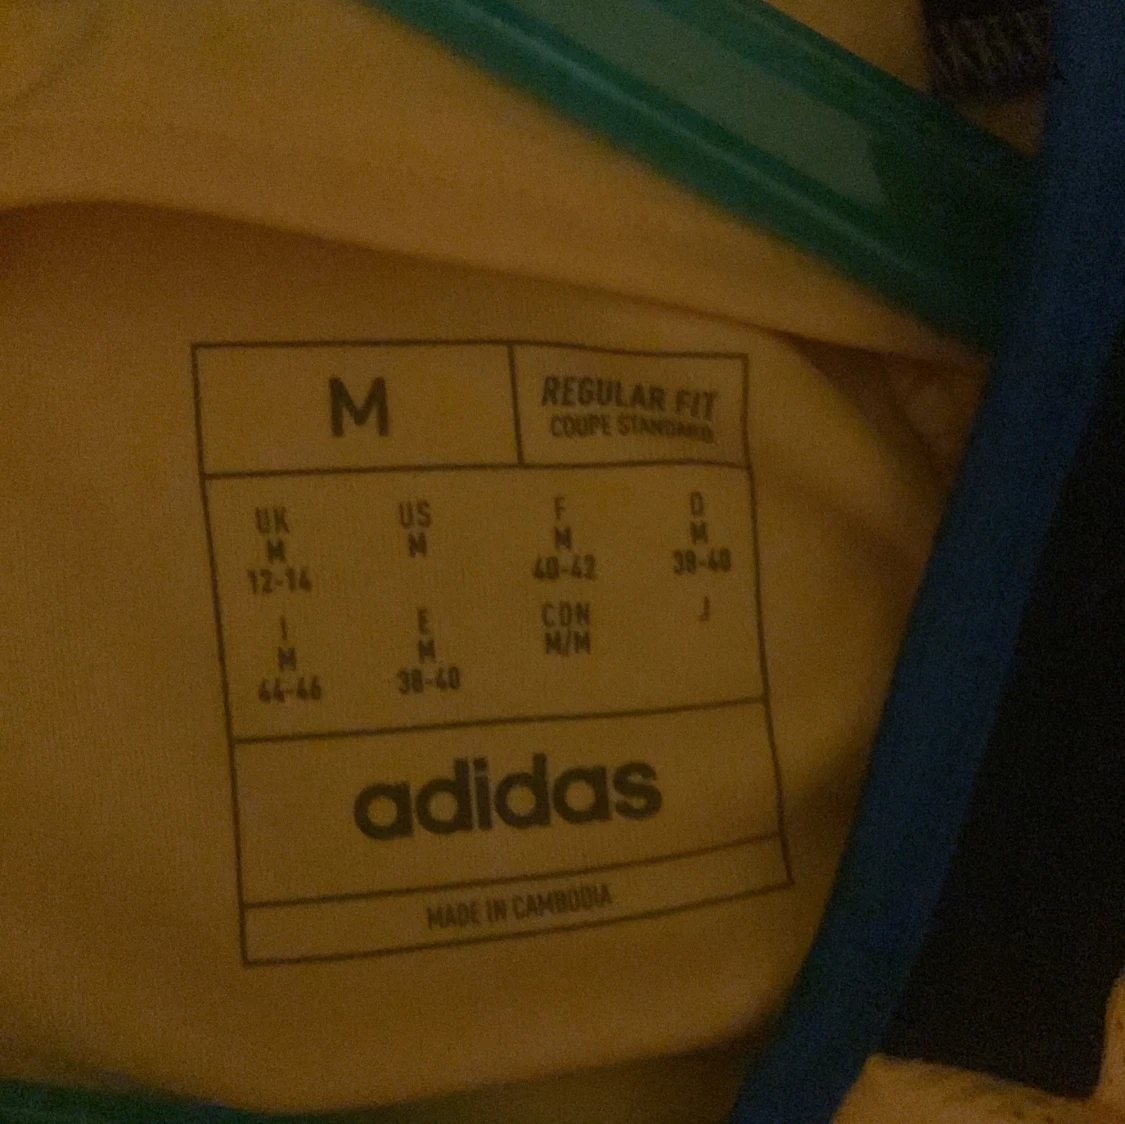 M
REGULAR FIT
COUPE STANDARD
UK US F D
M M M M
12-14 40-42 38-40
I E CDN J
M M M/M
44-46 38-40
adidas
MADE IN CAMBODIA